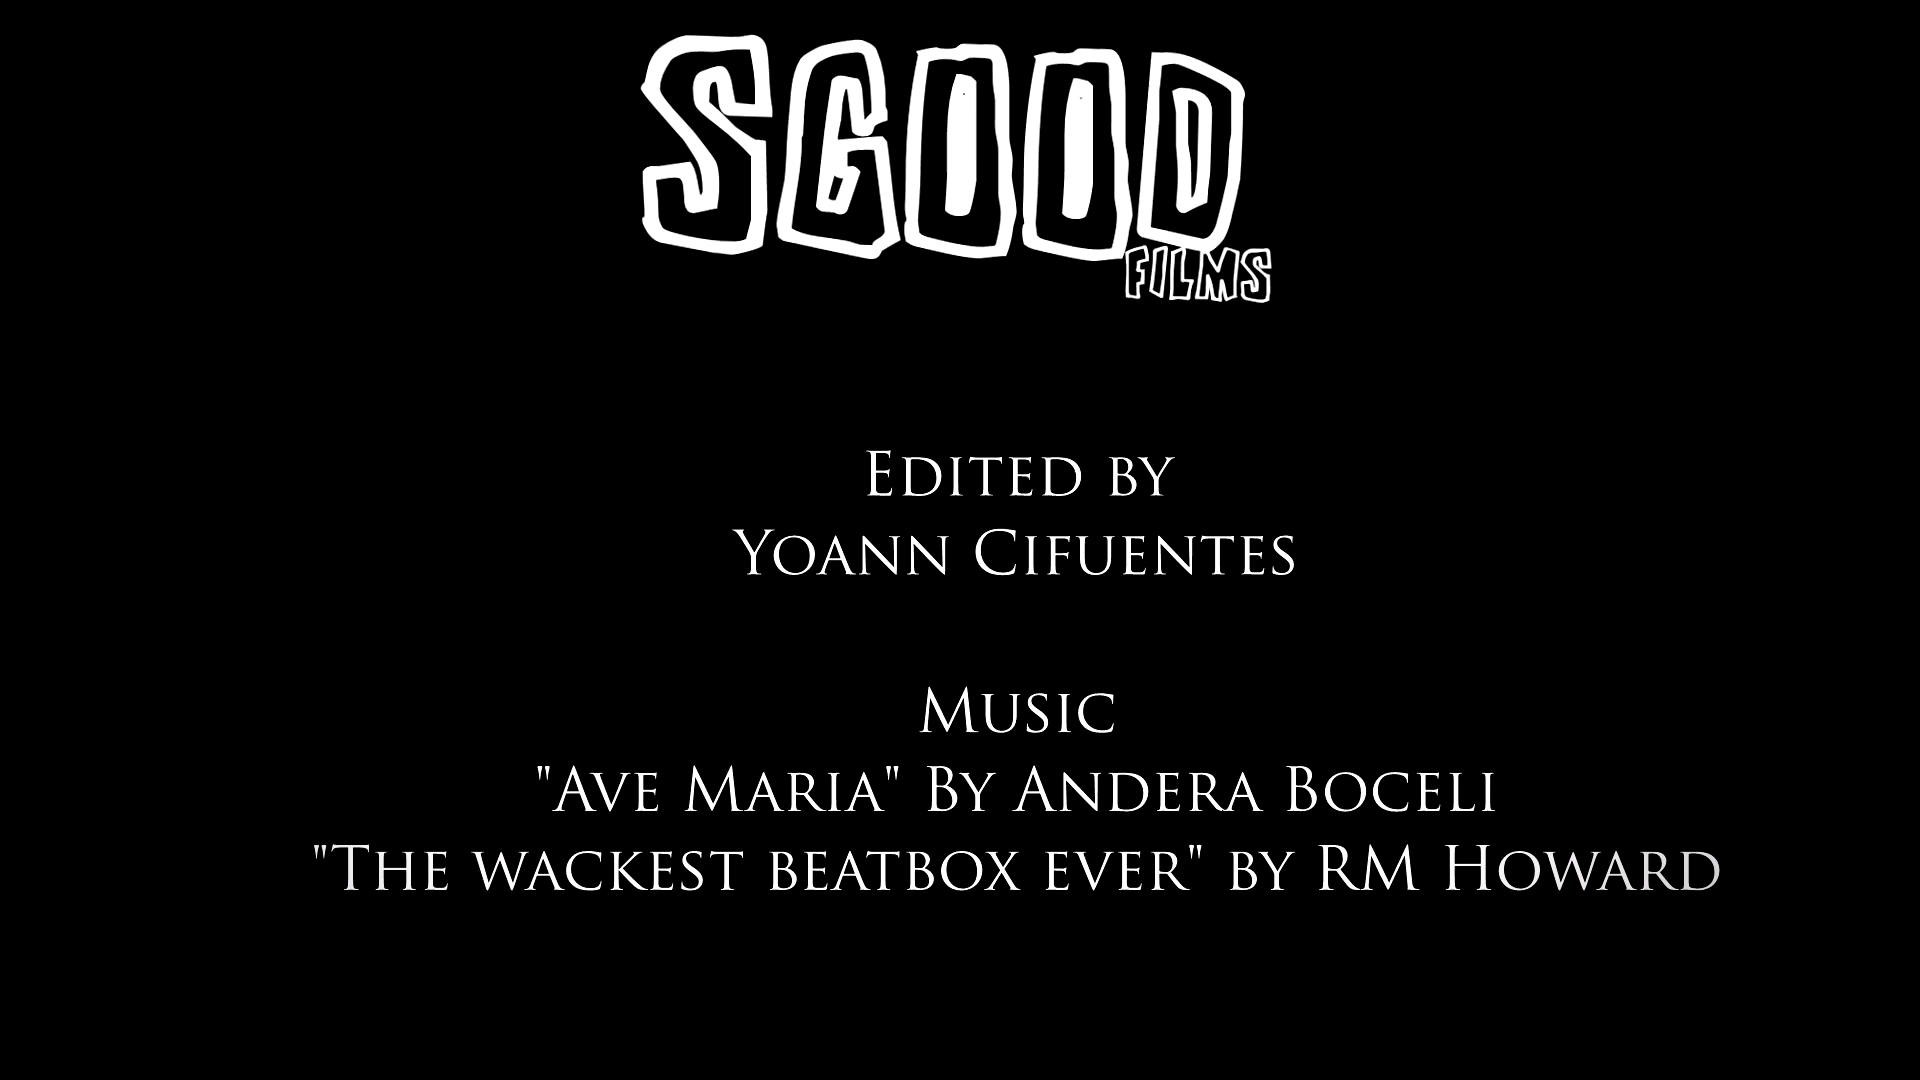 SGOOD
FILMS
Edited by
Yoann Cifuentes
Music
"Ave Maria" By Andera Boceli
"The wackest beatbox ever" by RM Howard